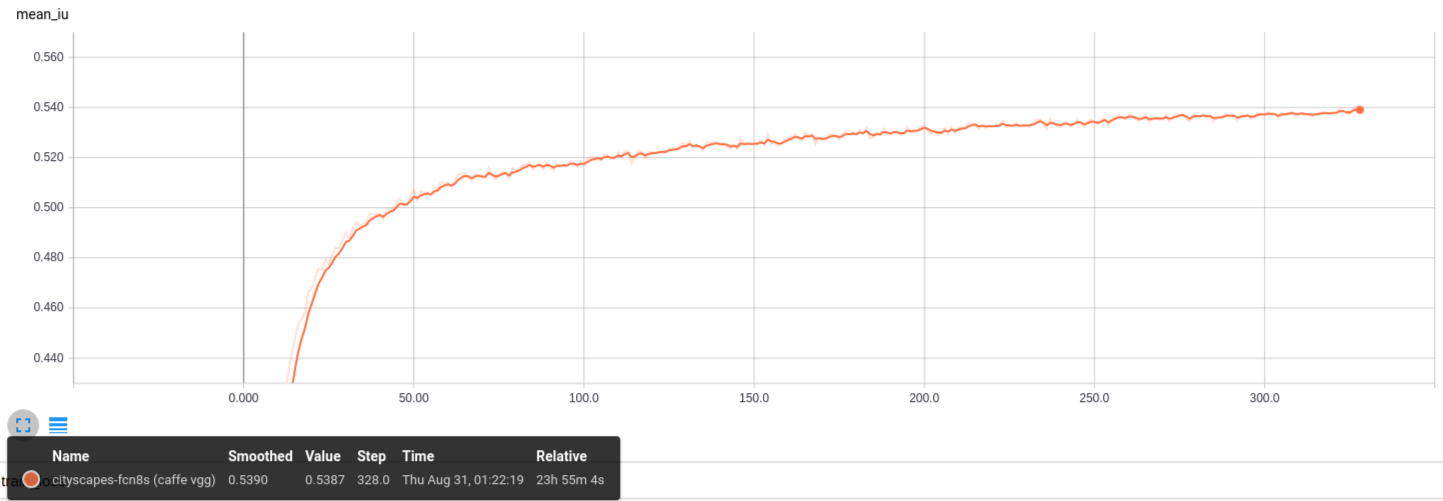 mean_iu
0.560
0.540
0.520
0.500
0.480
0.460
0.440
0.000 50.00 100.0 150.0 200.0 250.0 300.0
Name Smoothed Value Step Time Relative
cityscapes-fcn8s (caffe vgg) 0.5390 0.5387 328.0 Thu Aug 31, 01:22:19 23h 55m 4s